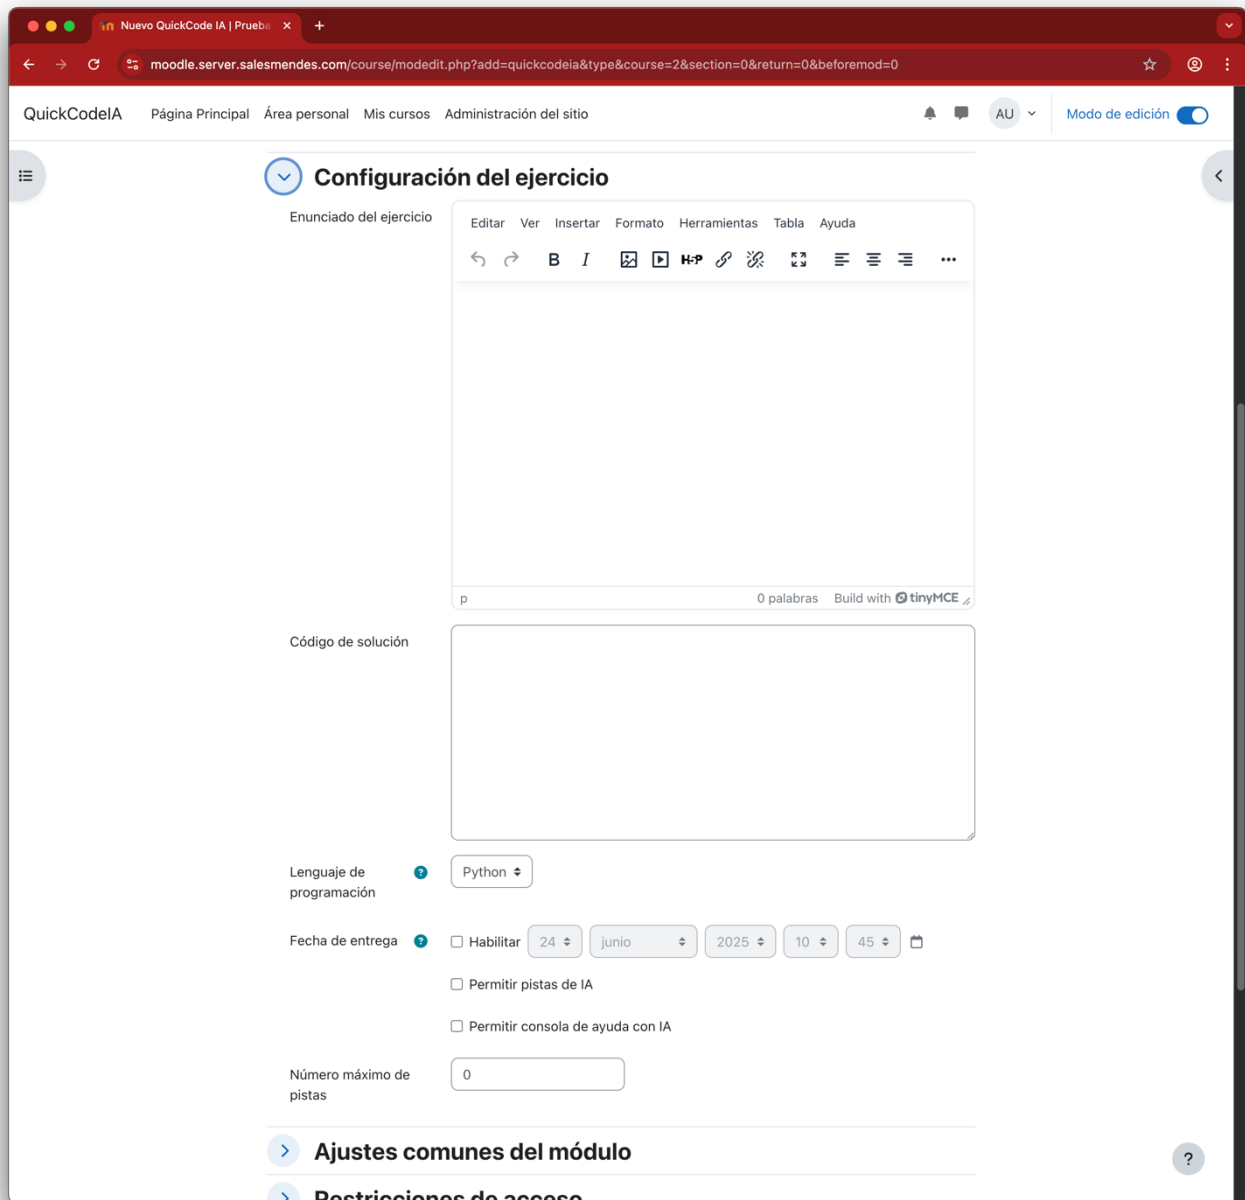 Nuevo QuickCode IA | Prueba
moodle.server.salesmendes.com/course/modedit.php?add=quickcodeia&type&course=2&section=0&return=0&beforemod=0
QuickCodeIA Página Principal Área personal Mis cursos Administración del sitio AU Modo de edición
Configuración del ejercicio
Enunciado del ejercicio
Editar Ver Insertar Formato Herramientas Tabla Ayuda
B I H5P
p 0 palabras Build with tinyMCE
Código de solución
Lenguaje de programación ? Python
Fecha de entrega ? Habilitar 24 junio 2025 10 45
Permitir pistas de IA
Permitir consola de ayuda con IA
Número máximo de pistas 0
Ajustes comunes del módulo
?
Restricciones de acceso